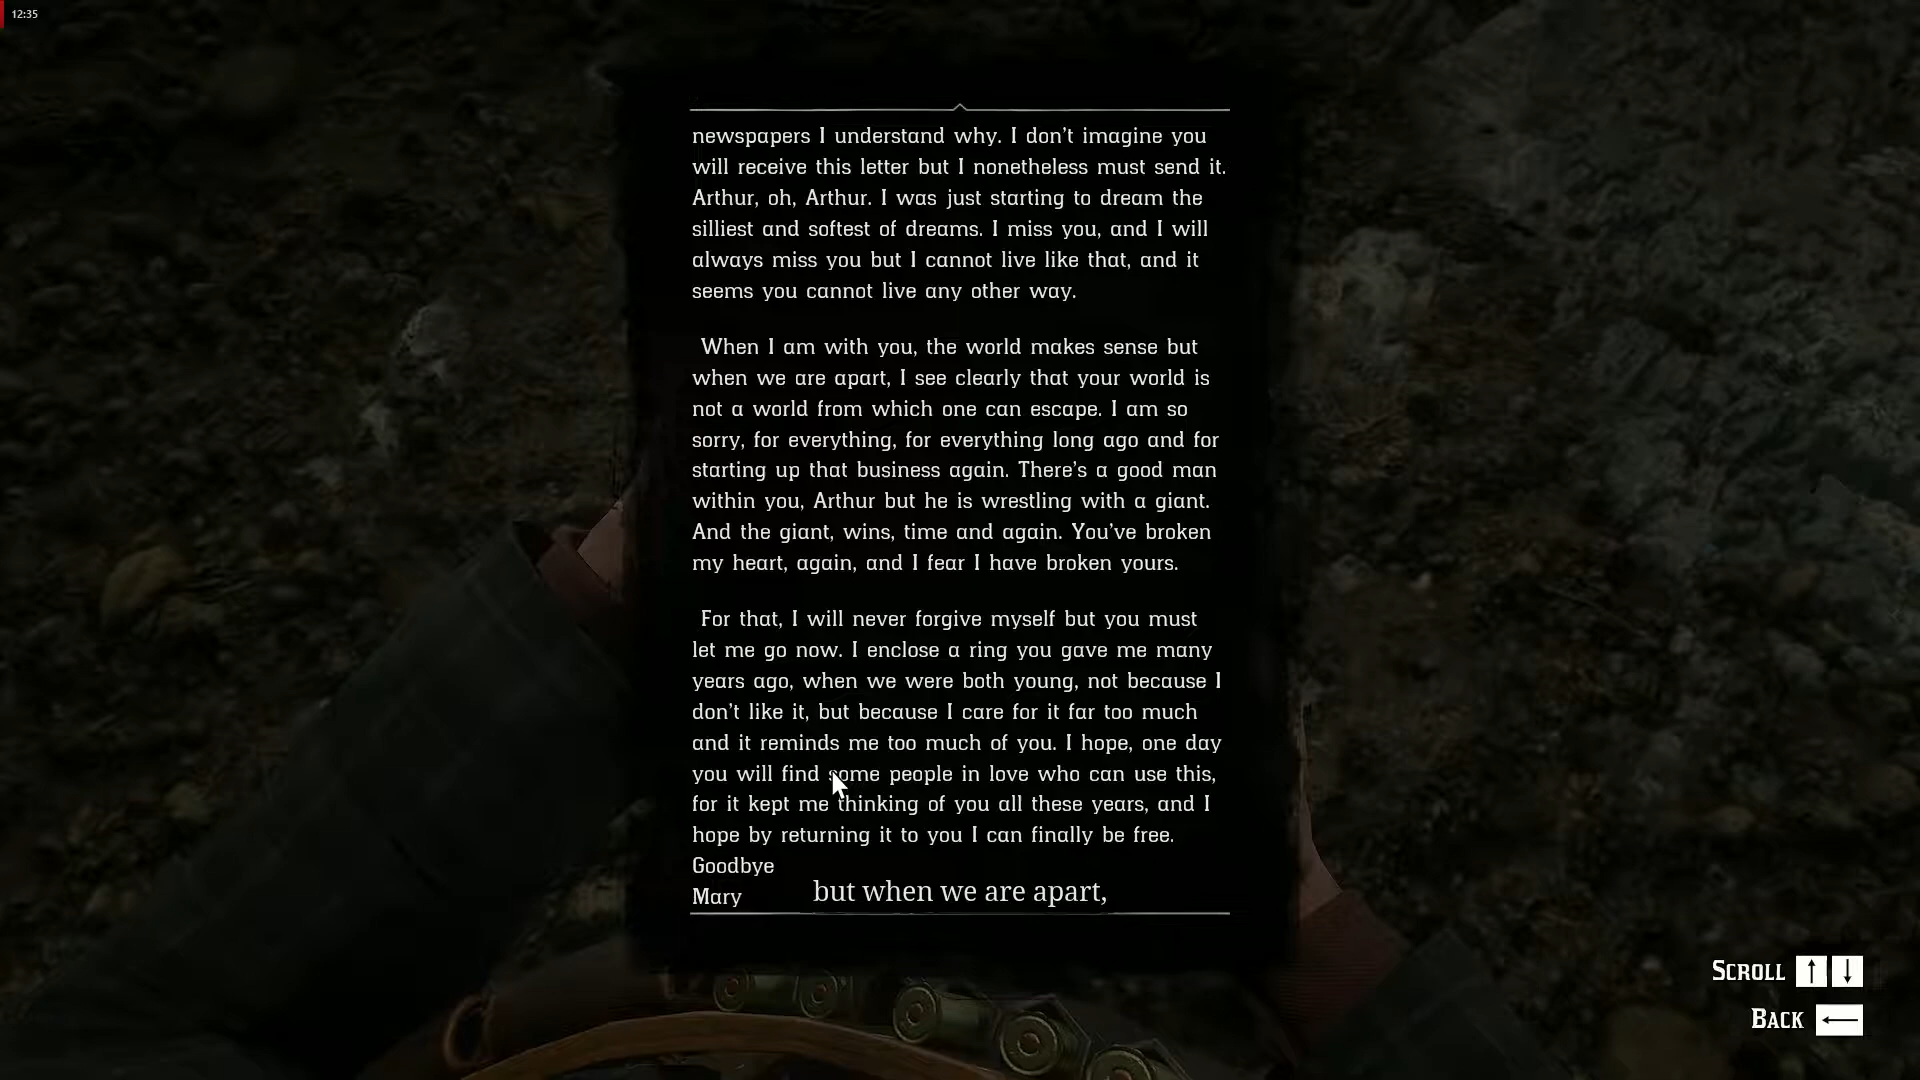 12:35
newspapers I understand why. I don't imagine you
will receive this letter but I nonetheless must send it.
Arthur, oh, Arthur. I was just starting to dream the
silliest and softest of dreams. I miss you, and I will
always miss you but I cannot live like that, and it
seems you cannot live any other way.
When I am with you, the world makes sense but
when we are apart, I see clearly that your world is
not a world from which one can escape. I am so
sorry, for everything, for everything long ago and for
starting up that business again. There's a good man
within you, Arthur but he is wrestling with a giant.
And the giant, wins, time and again. You've broken
my heart, again, and I fear I have broken yours.
For that, I will never forgive myself but you must
let me go now. I enclose a ring you gave me many
years ago, when we were both young, not because I
don't like it, but because I care for it far too much
and it reminds me too much of you. I hope, one day
you will find some people in love who can use this,
for it kept me thinking of you all these years, and I
hope by returning it to you I can finally be free.
Goodbye
Mary
but when we are apart,
SCROLL ↑ ↓
BACK ←